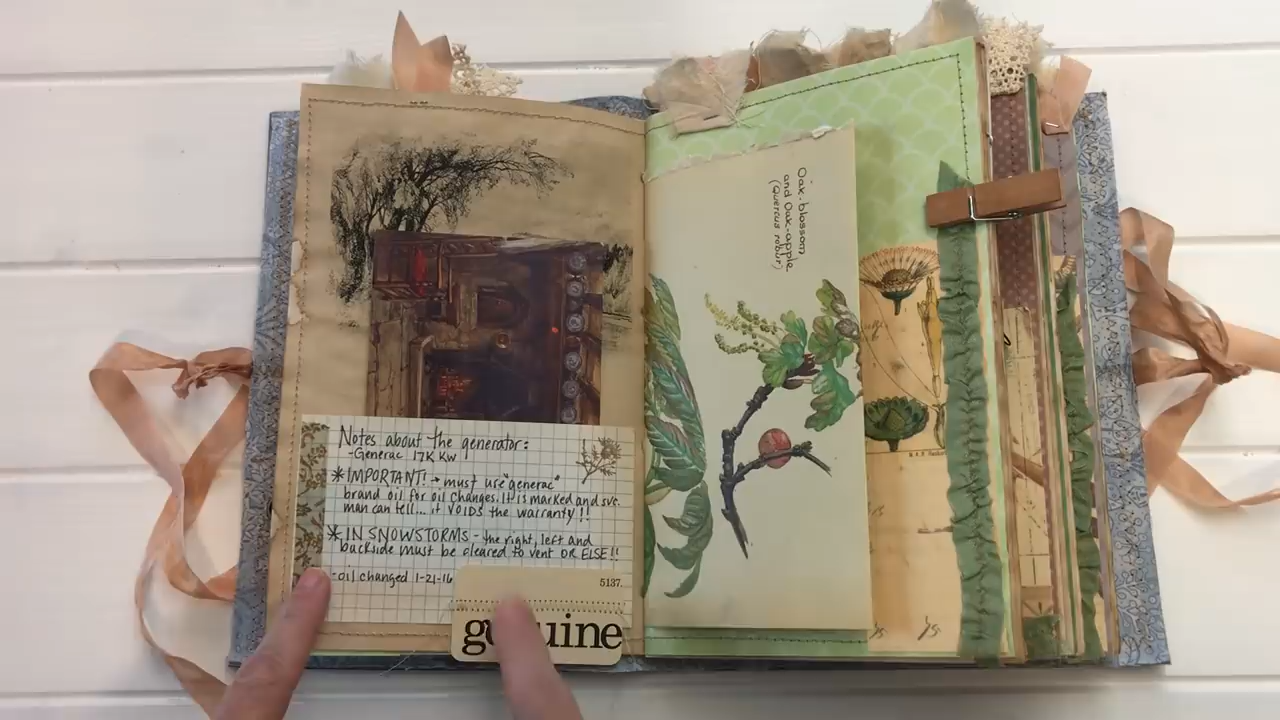 Notes about the generator:
-Generac 17K KW
*IMPORTANT! → must use "generac"
brand oil for oil changes. It is marked and sve.
man can tell... it VOIDS the warranty!!
*IN SNOWSTORMS - the right, left and
backside must be cleared to vent OR ELSE!!
-oil changed 1-21-16
5137.
Oak-blossom
and Oak-apple
(Quercus robur)